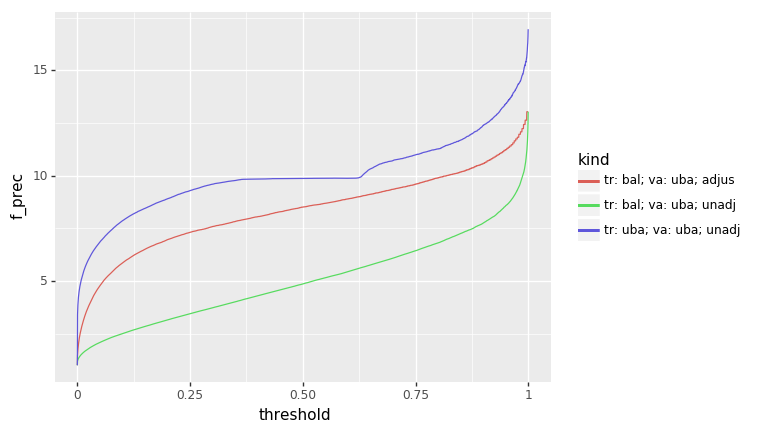 15
10
5
f_prec
0
0.25
0.50
0.75
1
threshold
kind
tr: bal; va: uba; adjus
tr: bal; va: uba; unadj
tr: uba; va: uba; unadj